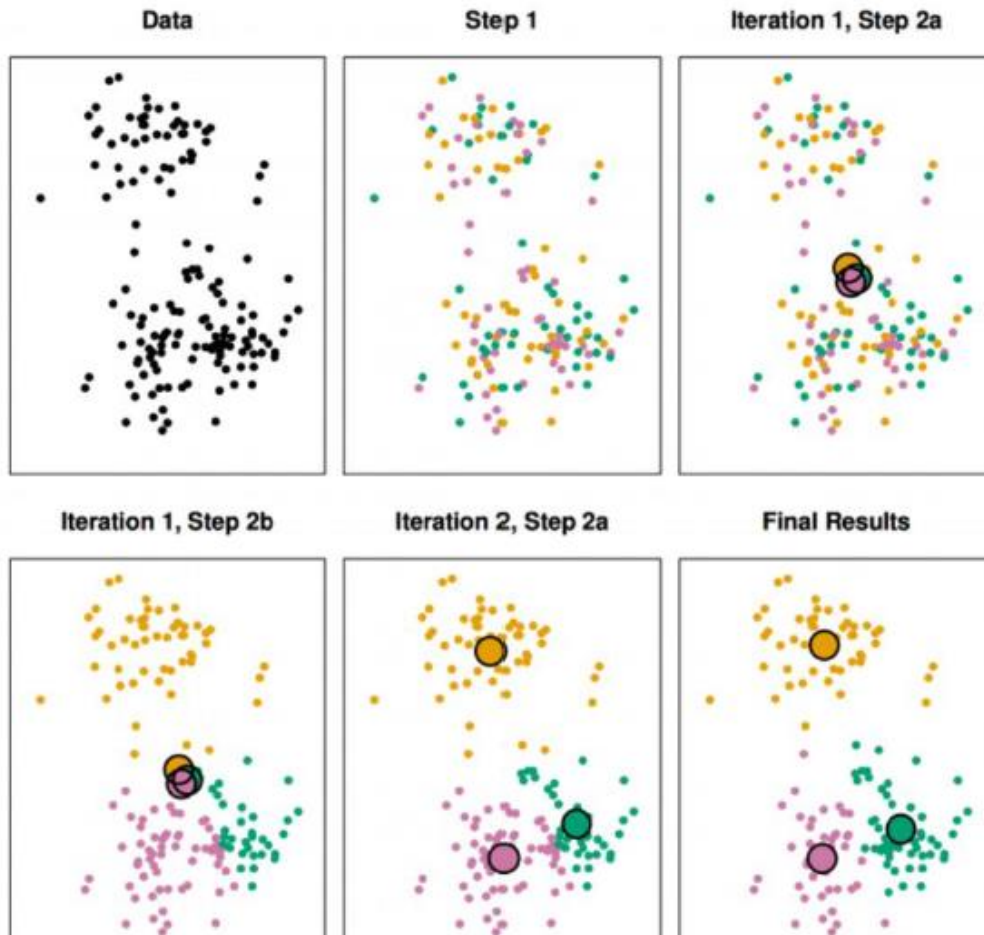 Data
Step 1
Iteration 1, Step 2a
Iteration 1, Step 2b
Iteration 2, Step 2a
Final Results